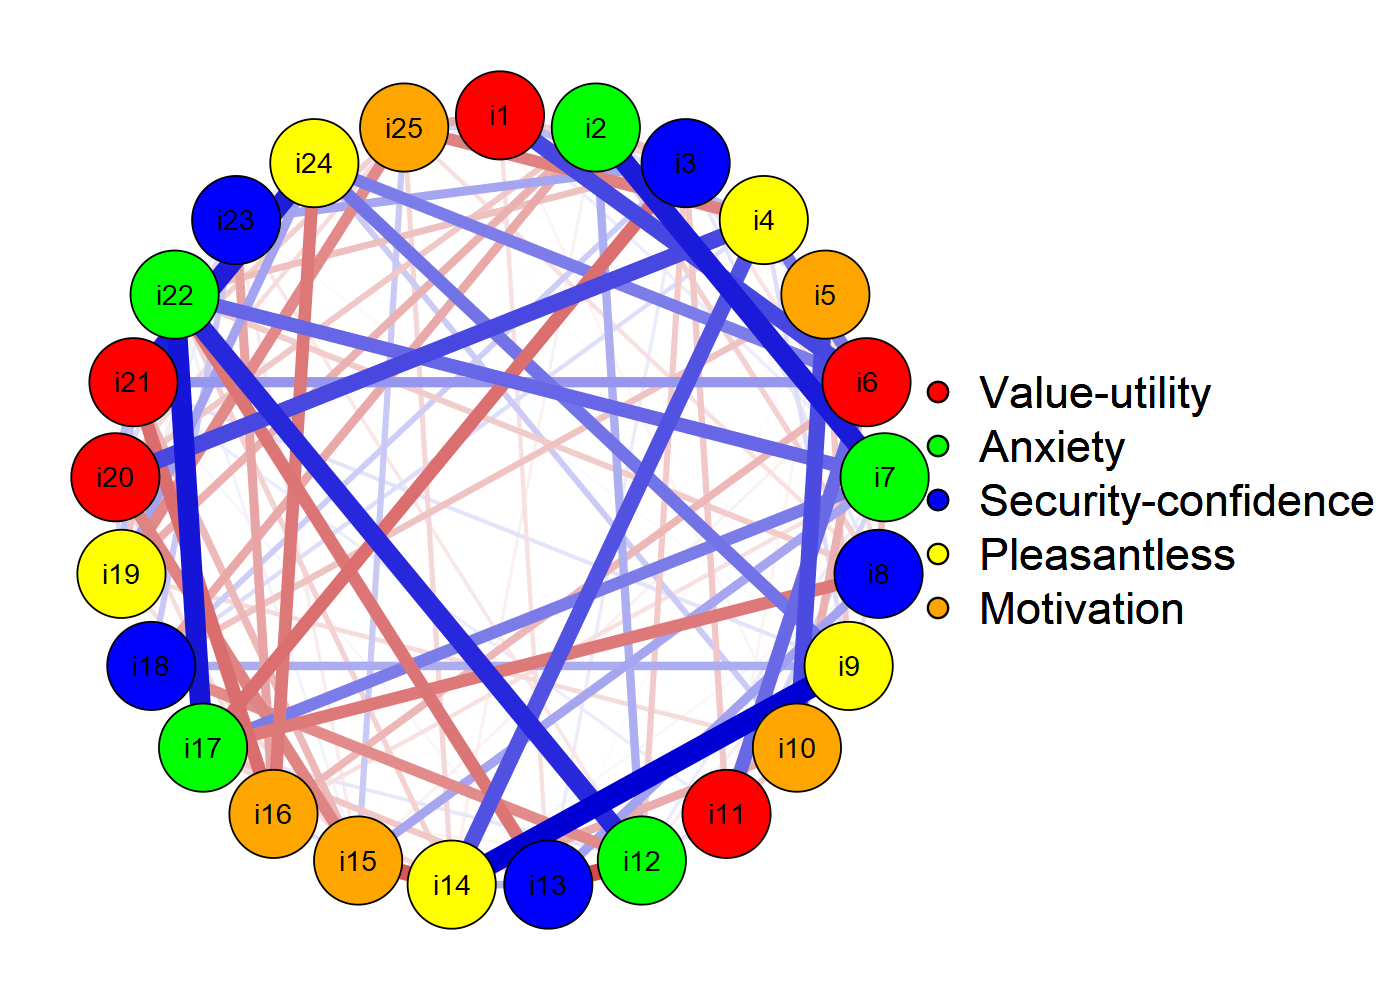 i1
i2
i3
i4
i5
i6
i7
i8
i9
i10
i11
i12
i13
i14
i15
i16
i17
i18
i19
i20
i21
i22
i23
i24
i25
Value-utility
Anxiety
Security-confidence
Pleasantless
Motivation